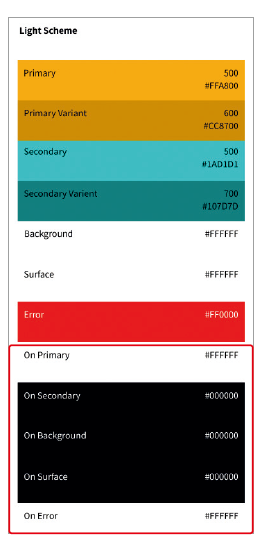 Light Scheme
Primary 500
#FFA800
Primary Variant 600
#CC8700
Secondary 500
#1AD1D1
Secondary Varient 700
#107D7D
Background #FFFFFF
Surface #FFFFFF
Error #FF0000
On Primary #FFFFFF
On Secondary #000000
On Background #000000
On Surface #000000
On Error #FFFFFF